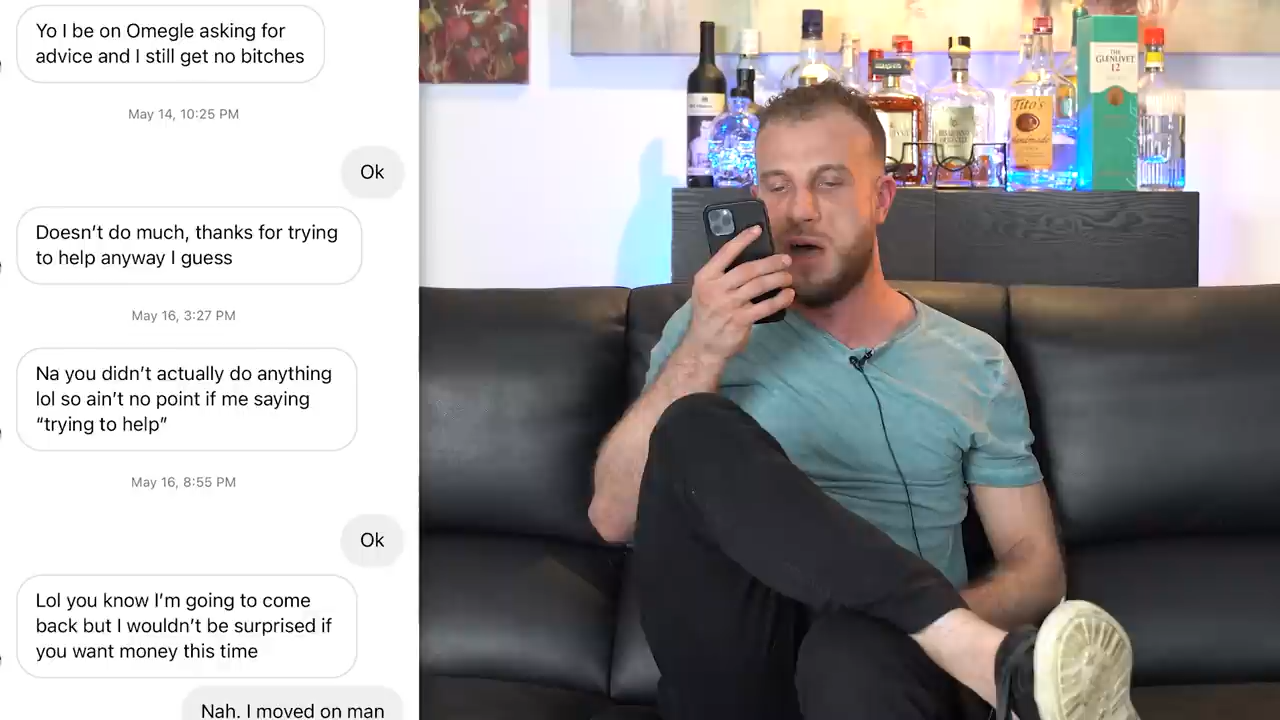 Yo I be on Omegle asking for
advice and I still get no bitches
May 14, 10:25 PM
Ok
Doesn’t do much, thanks for trying
to help anyway I guess
May 16, 3:27 PM
Na you didn’t actually do anything
lol so ain’t no point if me saying
“trying to help”
May 16, 8:55 PM
Ok
Lol you know I’m going to come
back but I wouldn’t be surprised if
you want money this time
Nah. I moved on man
THE
GLENLIVET
12
Tito's
Handmade